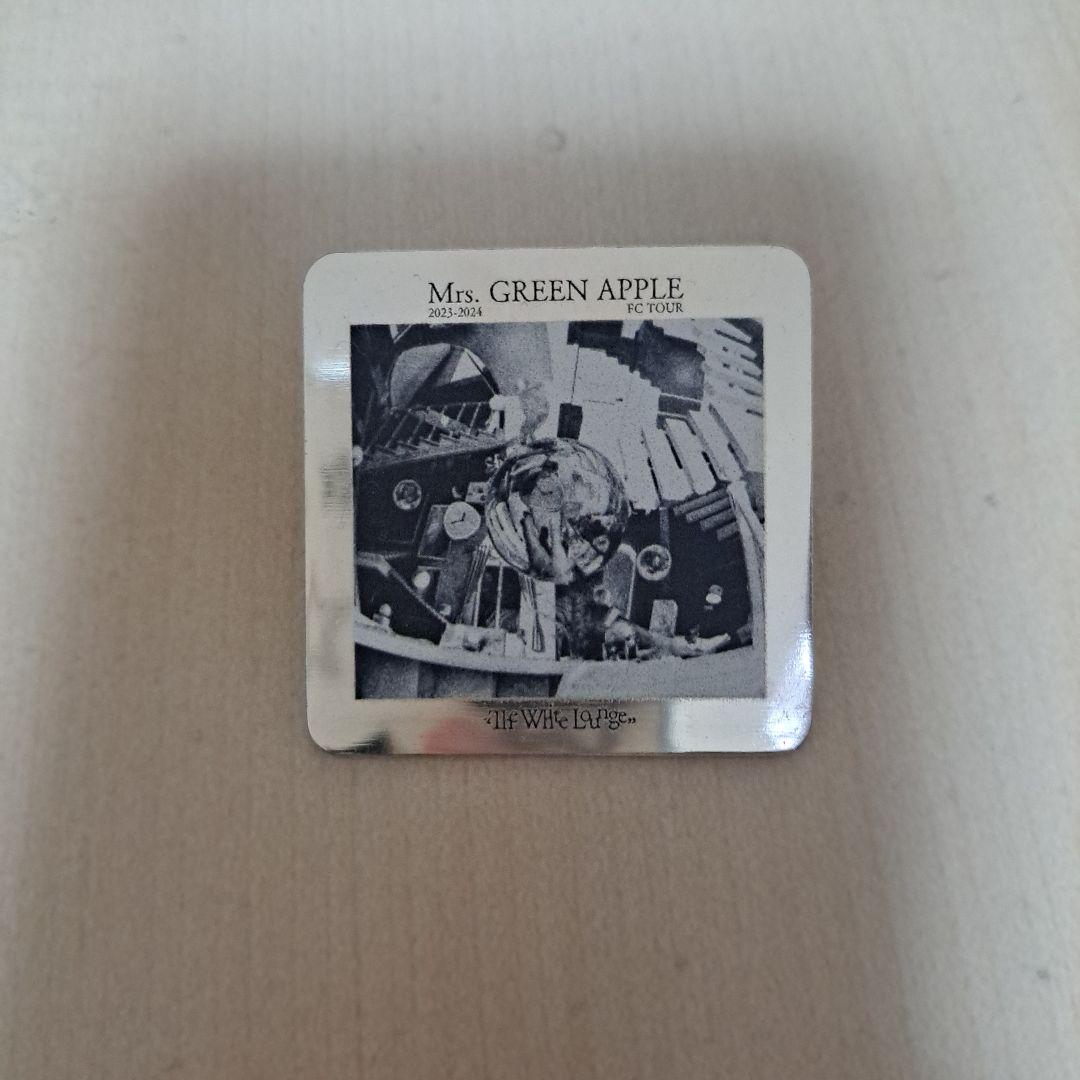 Mrs. GREEN APPLE
2023-2024 FC TOUR
“The White Lounge”